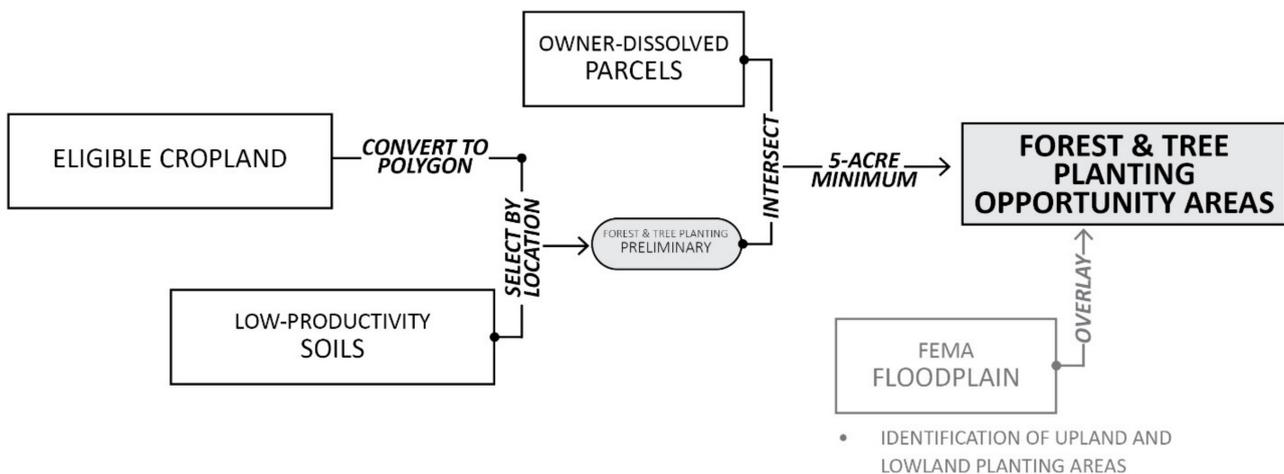 OWNER-DISSOLVED
PARCELS
ELIGIBLE CROPLAND
CONVERT TO
POLYGON
SELECT BY
LOCATION
LOW-PRODUCTIVITY
SOILS
FOREST & TREE PLANTING
PRELIMINARY
INTERSECT
5-ACRE
MINIMUM
FOREST & TREE
PLANTING
OPPORTUNITY AREAS
OVERLAY
FEMA
FLOODPLAIN
• IDENTIFICATION OF UPLAND AND
LOWLAND PLANTING AREAS